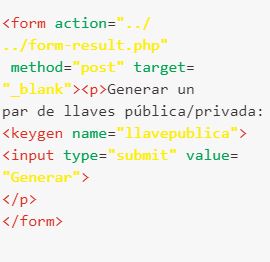 <form action="../
../form-result.php"
method="post" target=
"_blank"><p>Generar un
par de llaves pública/privada:
<keygen name="llavepublica">
<input type="submit" value=
"Generar">
</p>
</form>